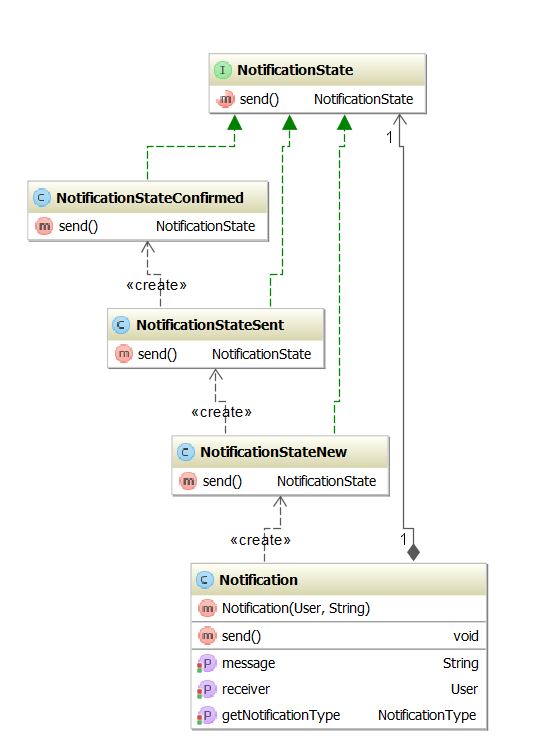 I NotificationState
m send() NotificationState
1
C NotificationStateConfirmed
m send() NotificationState
«create»
C NotificationStateSent
m send() NotificationState
«create»
C NotificationStateNew
m send() NotificationState
«create»
1
C Notification
m Notification(User, String)
m send() void
P message String
P receiver User
P getNotificationType NotificationType